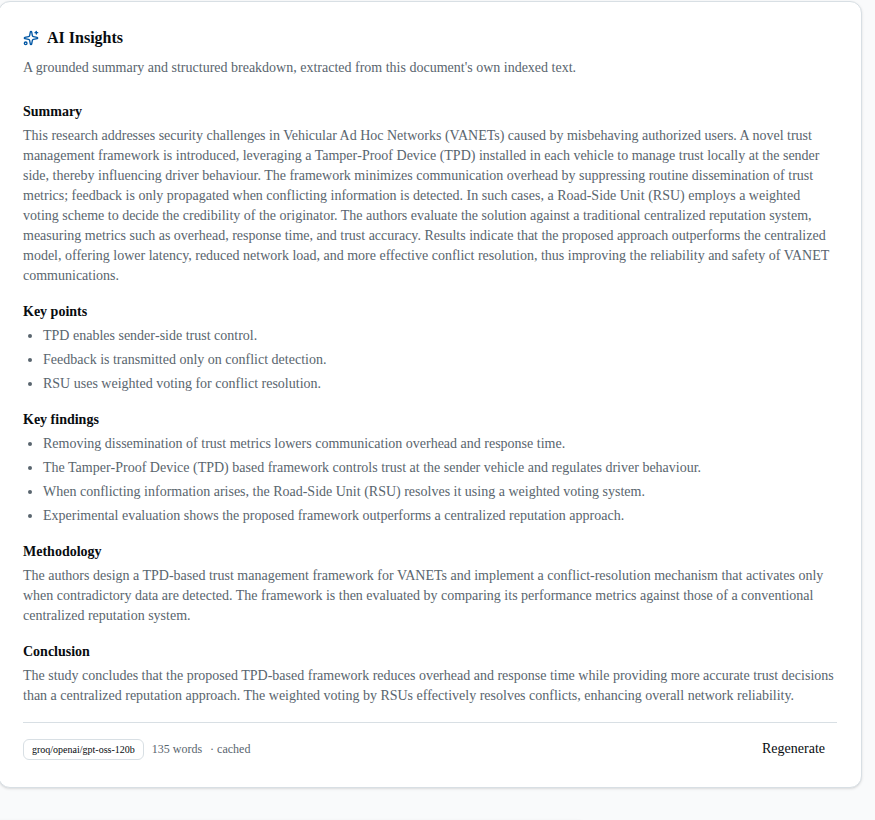 AI Insights
A grounded summary and structured breakdown, extracted from this document's own indexed text.
Summary
This research addresses security challenges in Vehicular Ad Hoc Networks (VANETs) caused by misbehaving authorized users. A novel trust
management framework is introduced, leveraging a Tamper-Proof Device (TPD) installed in each vehicle to manage trust locally at the sender
side, thereby influencing driver behaviour. The framework minimizes communication overhead by suppressing routine dissemination of trust
metrics; feedback is only propagated when conflicting information is detected. In such cases, a Road-Side Unit (RSU) employs a weighted
voting scheme to decide the credibility of the originator. The authors evaluate the solution against a traditional centralized reputation system,
measuring metrics such as overhead, response time, and trust accuracy. Results indicate that the proposed approach outperforms the centralized
model, offering lower latency, reduced network load, and more effective conflict resolution, thus improving the reliability and safety of VANET
communications.
Key points
• TPD enables sender-side trust control.
• Feedback is transmitted only on conflict detection.
• RSU uses weighted voting for conflict resolution.
Key findings
• Removing dissemination of trust metrics lowers communication overhead and response time.
• The Tamper-Proof Device (TPD) based framework controls trust at the sender vehicle and regulates driver behaviour.
• When conflicting information arises, the Road-Side Unit (RSU) resolves it using a weighted voting system.
• Experimental evaluation shows the proposed framework outperforms a centralized reputation approach.
Methodology
The authors design a TPD-based trust management framework for VANETs and implement a conflict-resolution mechanism that activates only
when contradictory data are detected. The framework is then evaluated by comparing its performance metrics against those of a conventional
centralized reputation system.
Conclusion
The study concludes that the proposed TPD-based framework reduces overhead and response time while providing more accurate trust decisions
than a centralized reputation approach. The weighted voting by RSUs effectively resolves conflicts, enhancing overall network reliability.
groq/openai/gpt-oss-120b 135 words · cached Regenerate